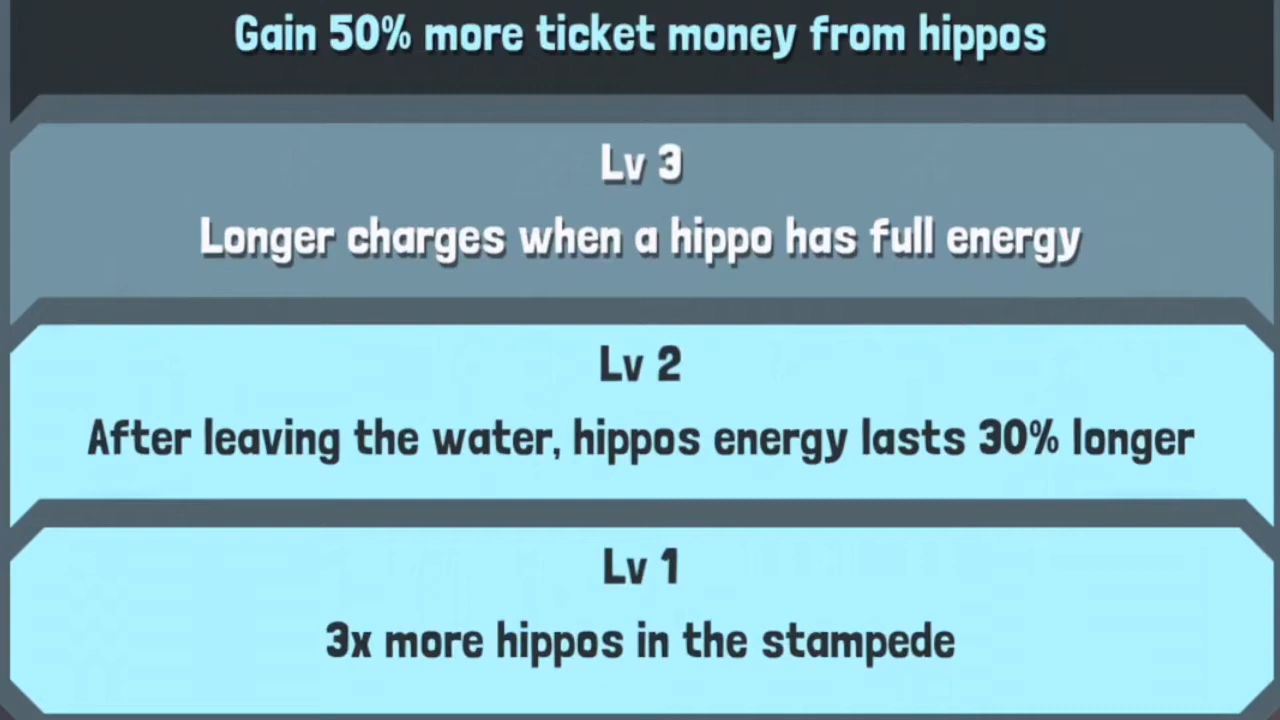 Gain 50% more ticket money from hippos
Lv 3
Longer charges when a hippo has full energy
Lv 2
After leaving the water, hippos energy lasts 30% longer
Lv 1
3x more hippos in the stampede